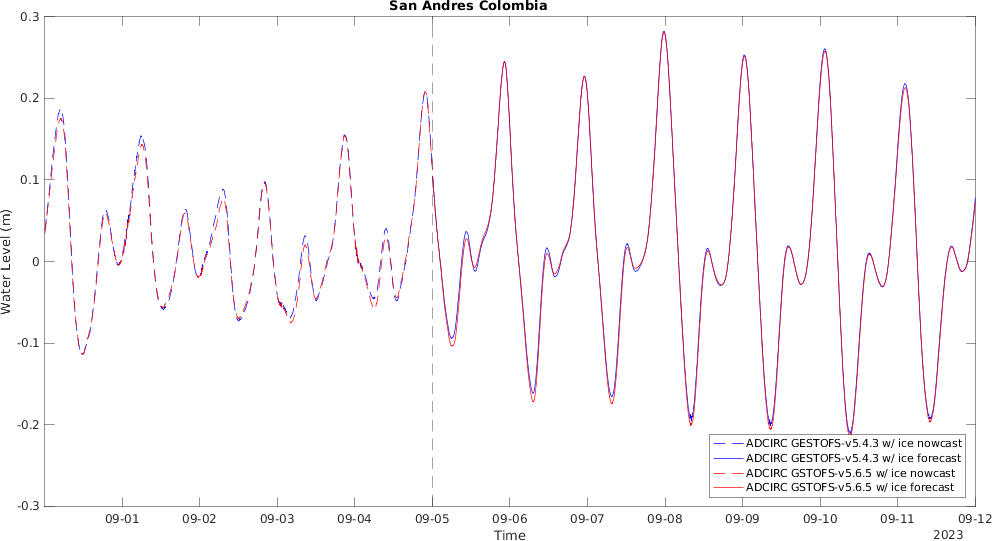 San Andres Colombia
0.3
0.2
0.1
0
-0.1
-0.2
-0.3
Water Level (m)
ADCIRC GESTOFS-v5.4.3 w/ ice nowcast
ADCIRC GESTOFS-v5.4.3 w/ ice forecast
ADCIRC GSTOFS-v5.6.5 w/ ice nowcast
ADCIRC GSTOFS-v5.6.5 w/ ice forecast
09-01 09-02 09-03 09-04 09-05 09-06 09-07 09-08 09-09 09-10 09-11 09-12
Time
2023